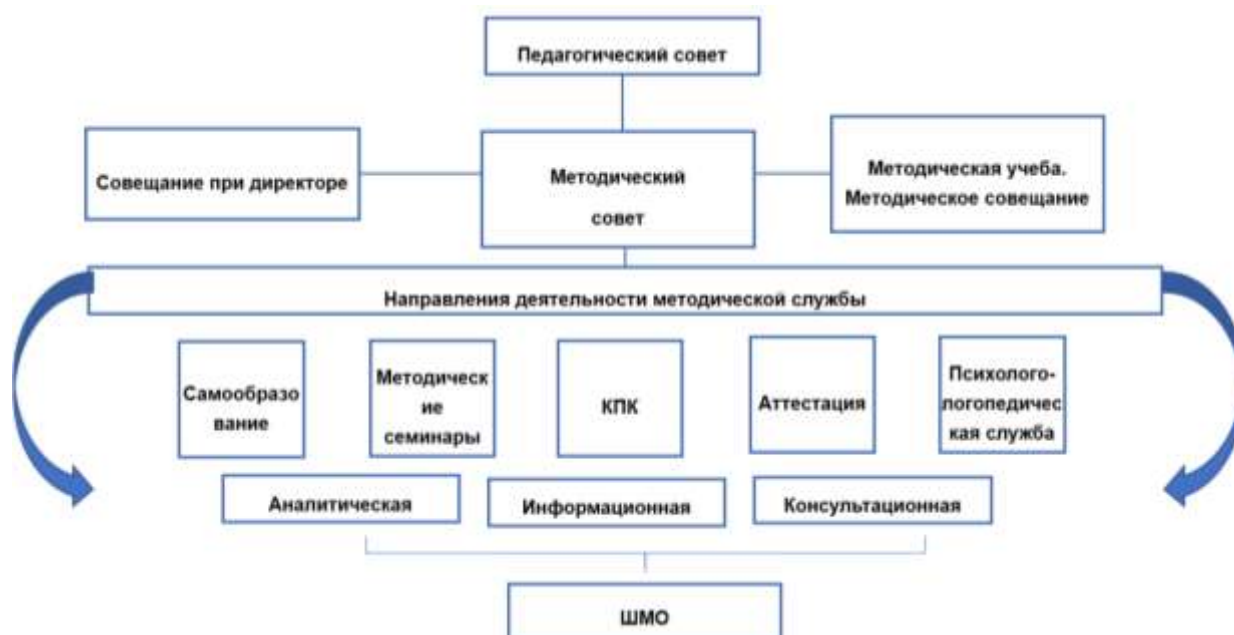 Педагогический совет
Совещание при директоре
Методический
совет
Методическая учеба.
Методическое совещание
Направления деятельности методической службы
Самообразо
вание
Методическ
ие
семинары
КПК
Аттестация
Психолого-
логопедичес
кая служба
Аналитическая
Информационная
Консультационная
ШМО